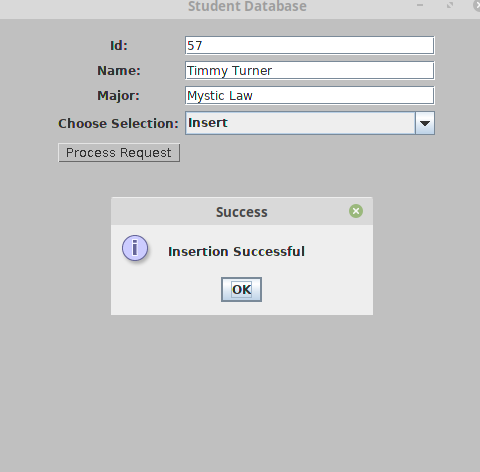 Student Database
Id: 57
Name: Timmy Turner
Major: Mystic Law
Choose Selection: Insert
Process Request
Success
i
Insertion Successful
OK